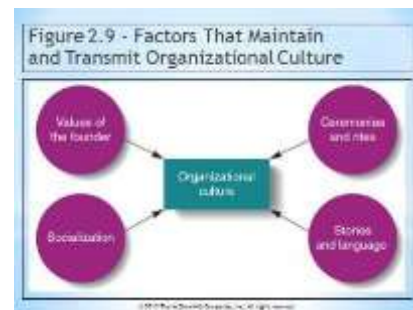 Figure 2.9 - Factors That Maintain
and Transmit Organizational Culture
Values of
the founder
Ceremonies
and rites
Organizational
culture
Socialization
Stories
and language